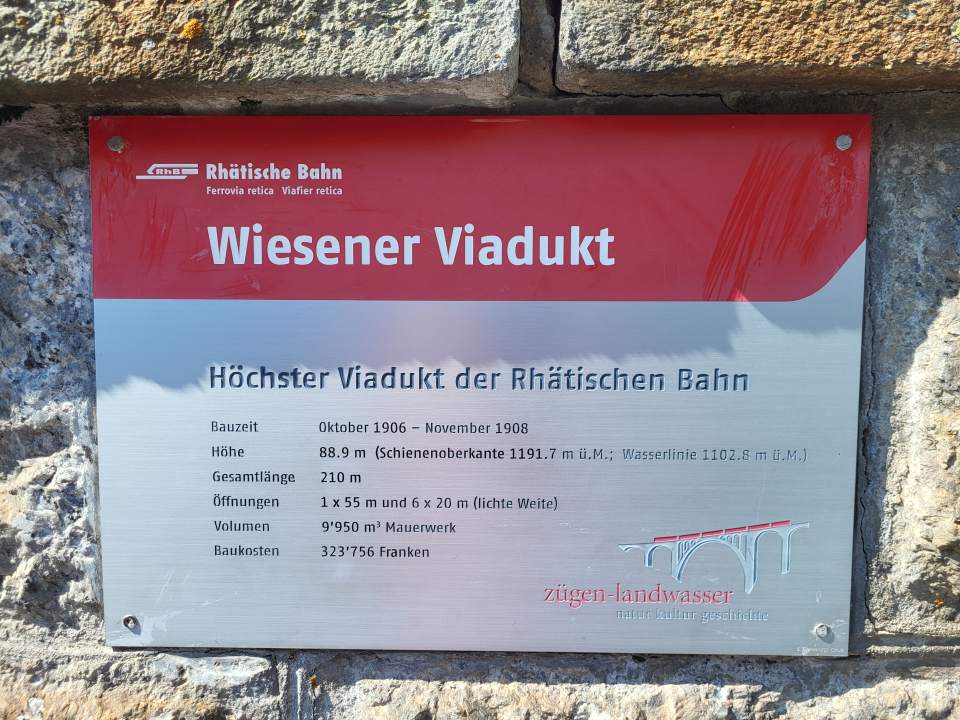 RhB Rhätische Bahn
Ferrovia retica Viafier retica
Wiesener Viadukt
Höchster Viadukt der Rhätischen Bahn
Bauzeit Oktober 1906 – November 1908
Höhe 88.9 m (Schienenoberkante 1191.7 m ü.M.; Wasserlinie 1102.8 m ü.M.)
Gesamtlänge 210 m
Öffnungen 1 x 55 m und 6 x 20 m (lichte Weite)
Volumen 9'950 m³ Mauerwerk
Baukosten 323'756 Franken
zügen-landwasser
natur kultur geschichte